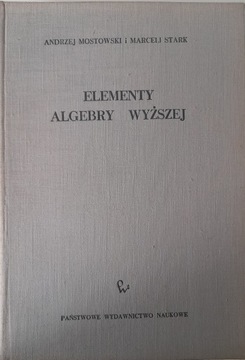 ANDRZEJ MOSTOWSKI I MARCELI STARK
ELEMENTY
ALGEBRY WYŻSZEJ
PAŃSTWOWE WYDAWNICTWO NAUKOWE